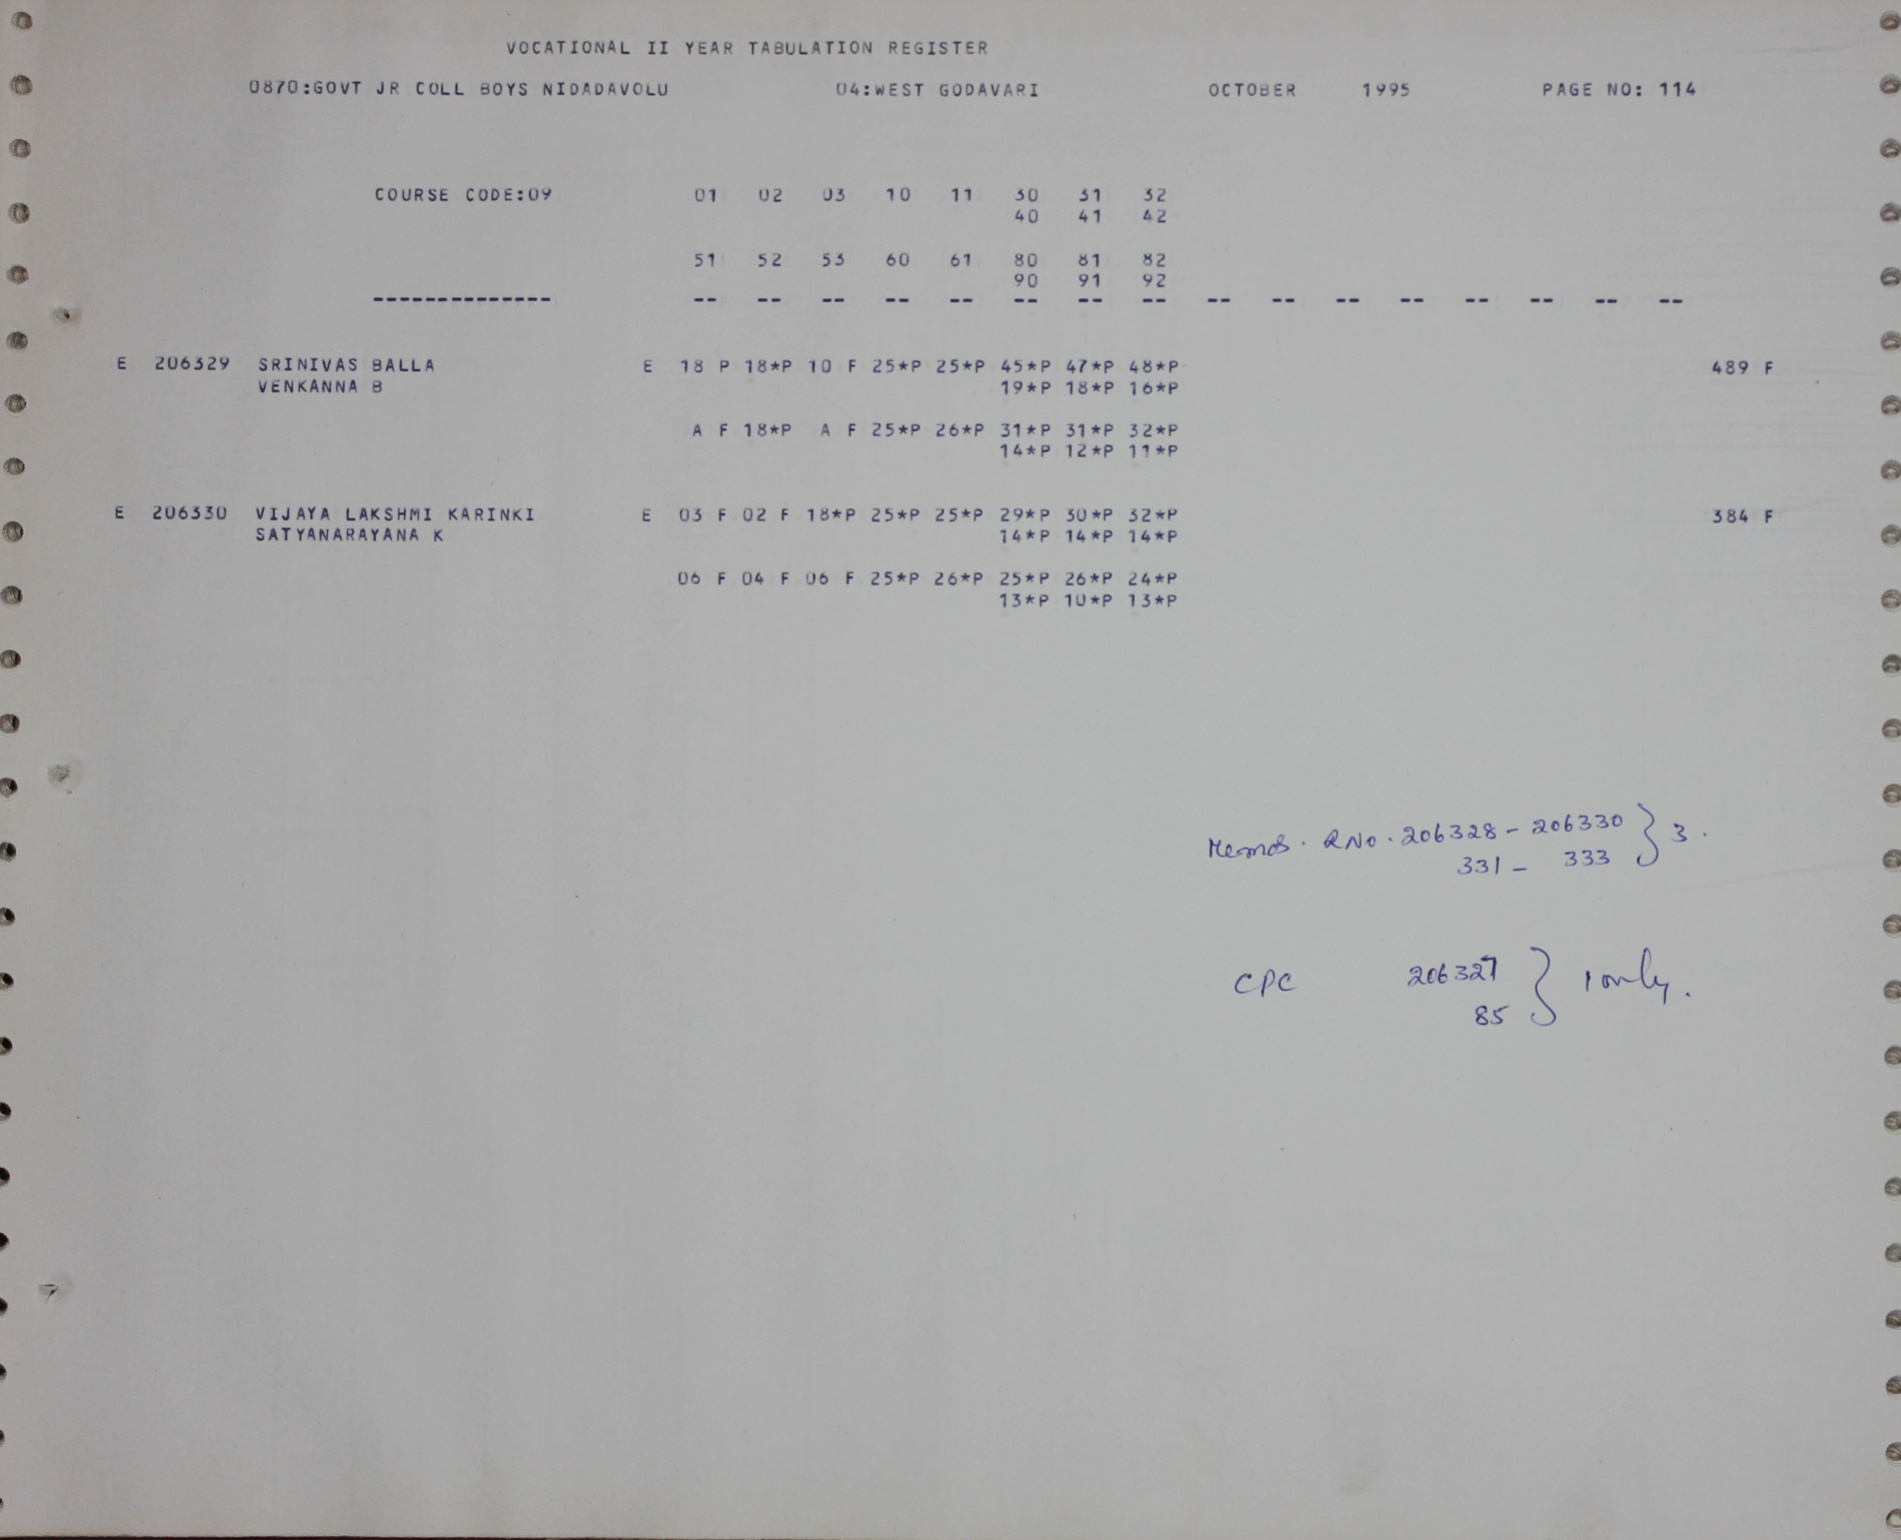 VOCATIONAL II YEAR TABULATION REGISTER
0870:GOVT JR COLL BOYS NIDADAVOLU 04:WEST GODAVARI OCTOBER 1995 PAGE NO: 114
COURSE CODE:09 01 02 03 10 11 30 31 32
40 41 42
51 52 53 60 61 80 81 82
90 91 92
-------------- -- -- -- -- -- -- -- -- -- -- -- -- -- -- -- --
E 206329 SRINIVAS BALLA E 18 P 18*P 10 F 25*P 25*P 45*P 47*P 48*P 489 F
VENKANNA B 19*P 18*P 16*P
A F 18*P A F 25*P 26*P 31*P 31*P 32*P
14*P 12*P 11*P
E 206330 VIJAYA LAKSHMI KARINKI E 03 F 02 F 18*P 25*P 25*P 29*P 30*P 32*P 384 F
SATYANARAYANA K 14*P 14*P 14*P
06 F 04 F 06 F 25*P 26*P 25*P 26*P 24*P
13*P 10*P 13*P
Memos. RNo. 206328 - 206330 } 3.
331 - 333
CPC 206327 } 1 only.
85